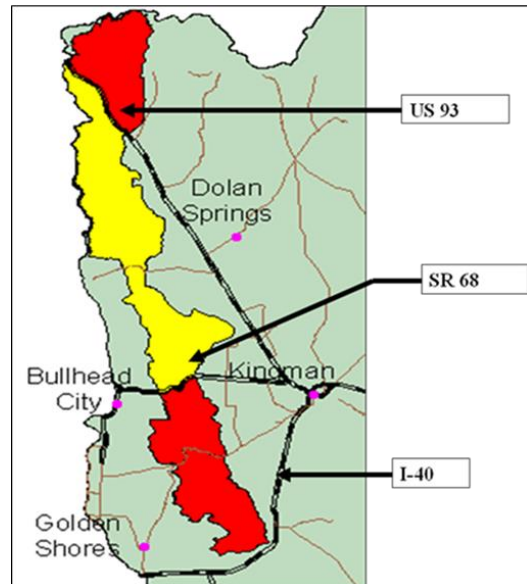 US 93
Dolan
Springs
SR 68
Kingman
Bullhead
City
I-40
Golden
Shores